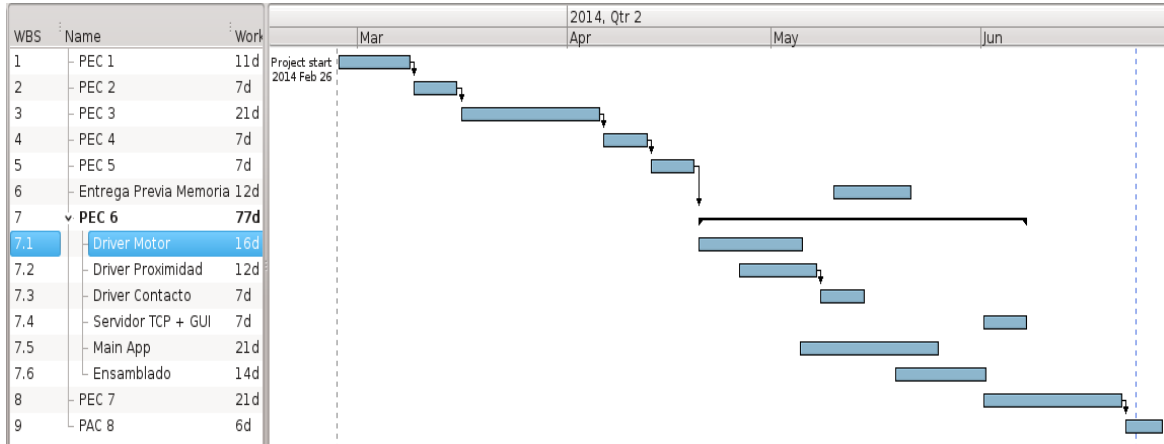 2014, Qtr 2
WBS Name Work
Mar Apr May Jun
1 PEC 1 11d
Project start
2014 Feb 26
2 PEC 2 7d
3 PEC 3 21d
4 PEC 4 7d
5 PEC 5 7d
6 Entrega Previa Memoria 12d
7 PEC 6 77d
7.1 Driver Motor 16d
7.2 Driver Proximidad 12d
7.3 Driver Contacto 7d
7.4 Servidor TCP + GUI 7d
7.5 Main App 21d
7.6 Ensamblado 14d
8 PEC 7 21d
9 PAC 8 6d